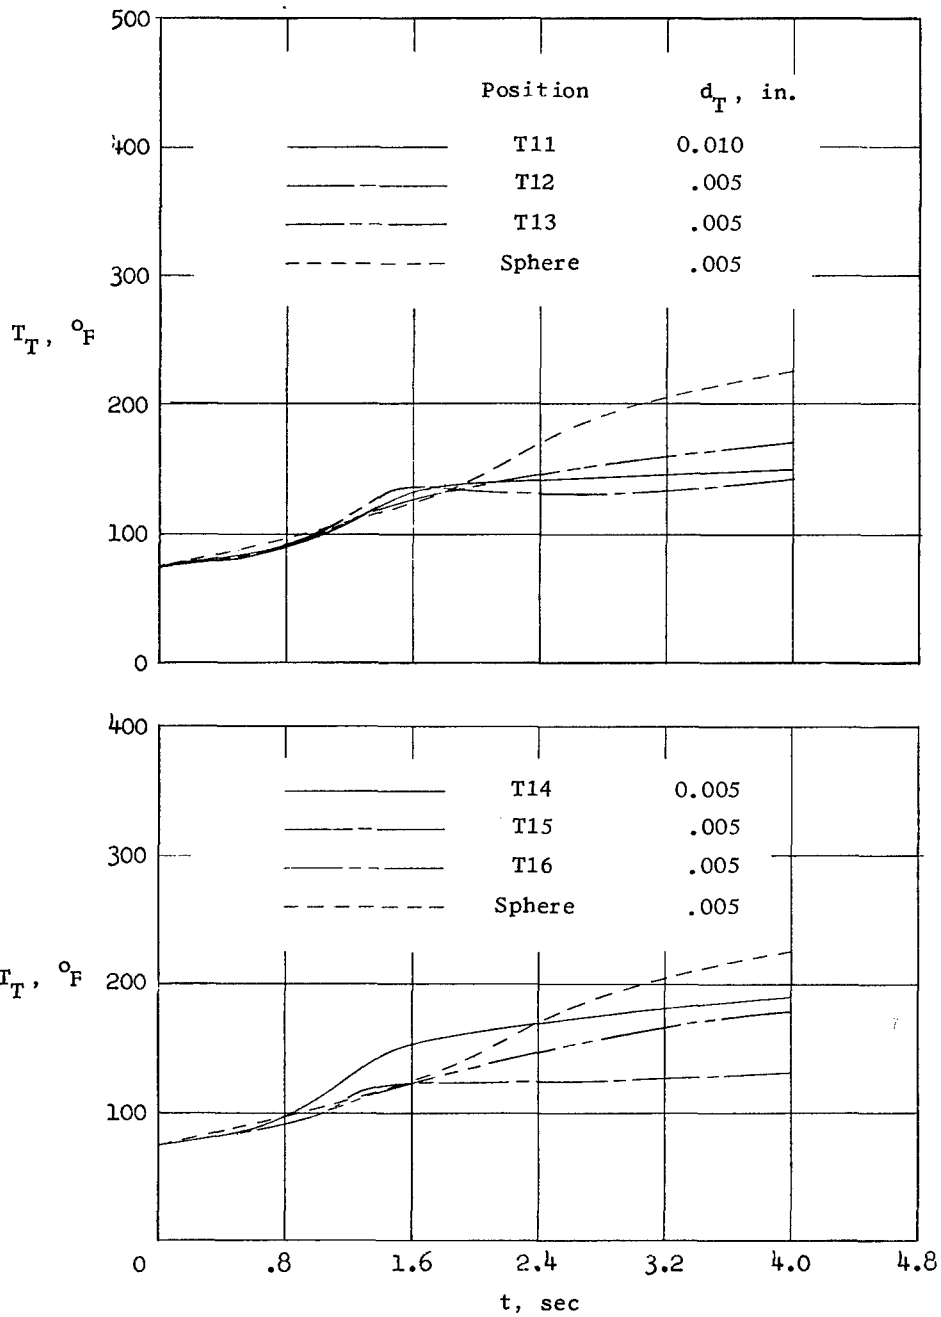 500
Position d_T, in.
400
T11 0.010
T12 .005
T13 .005
Sphere .005
300
T_T, °F
200
100
0
400
T14 0.005
T15 .005
T16 .005
Sphere .005
300
T_T, °F
200
100
0 .8 1.6 2.4 3.2 4.0 4.8
t, sec